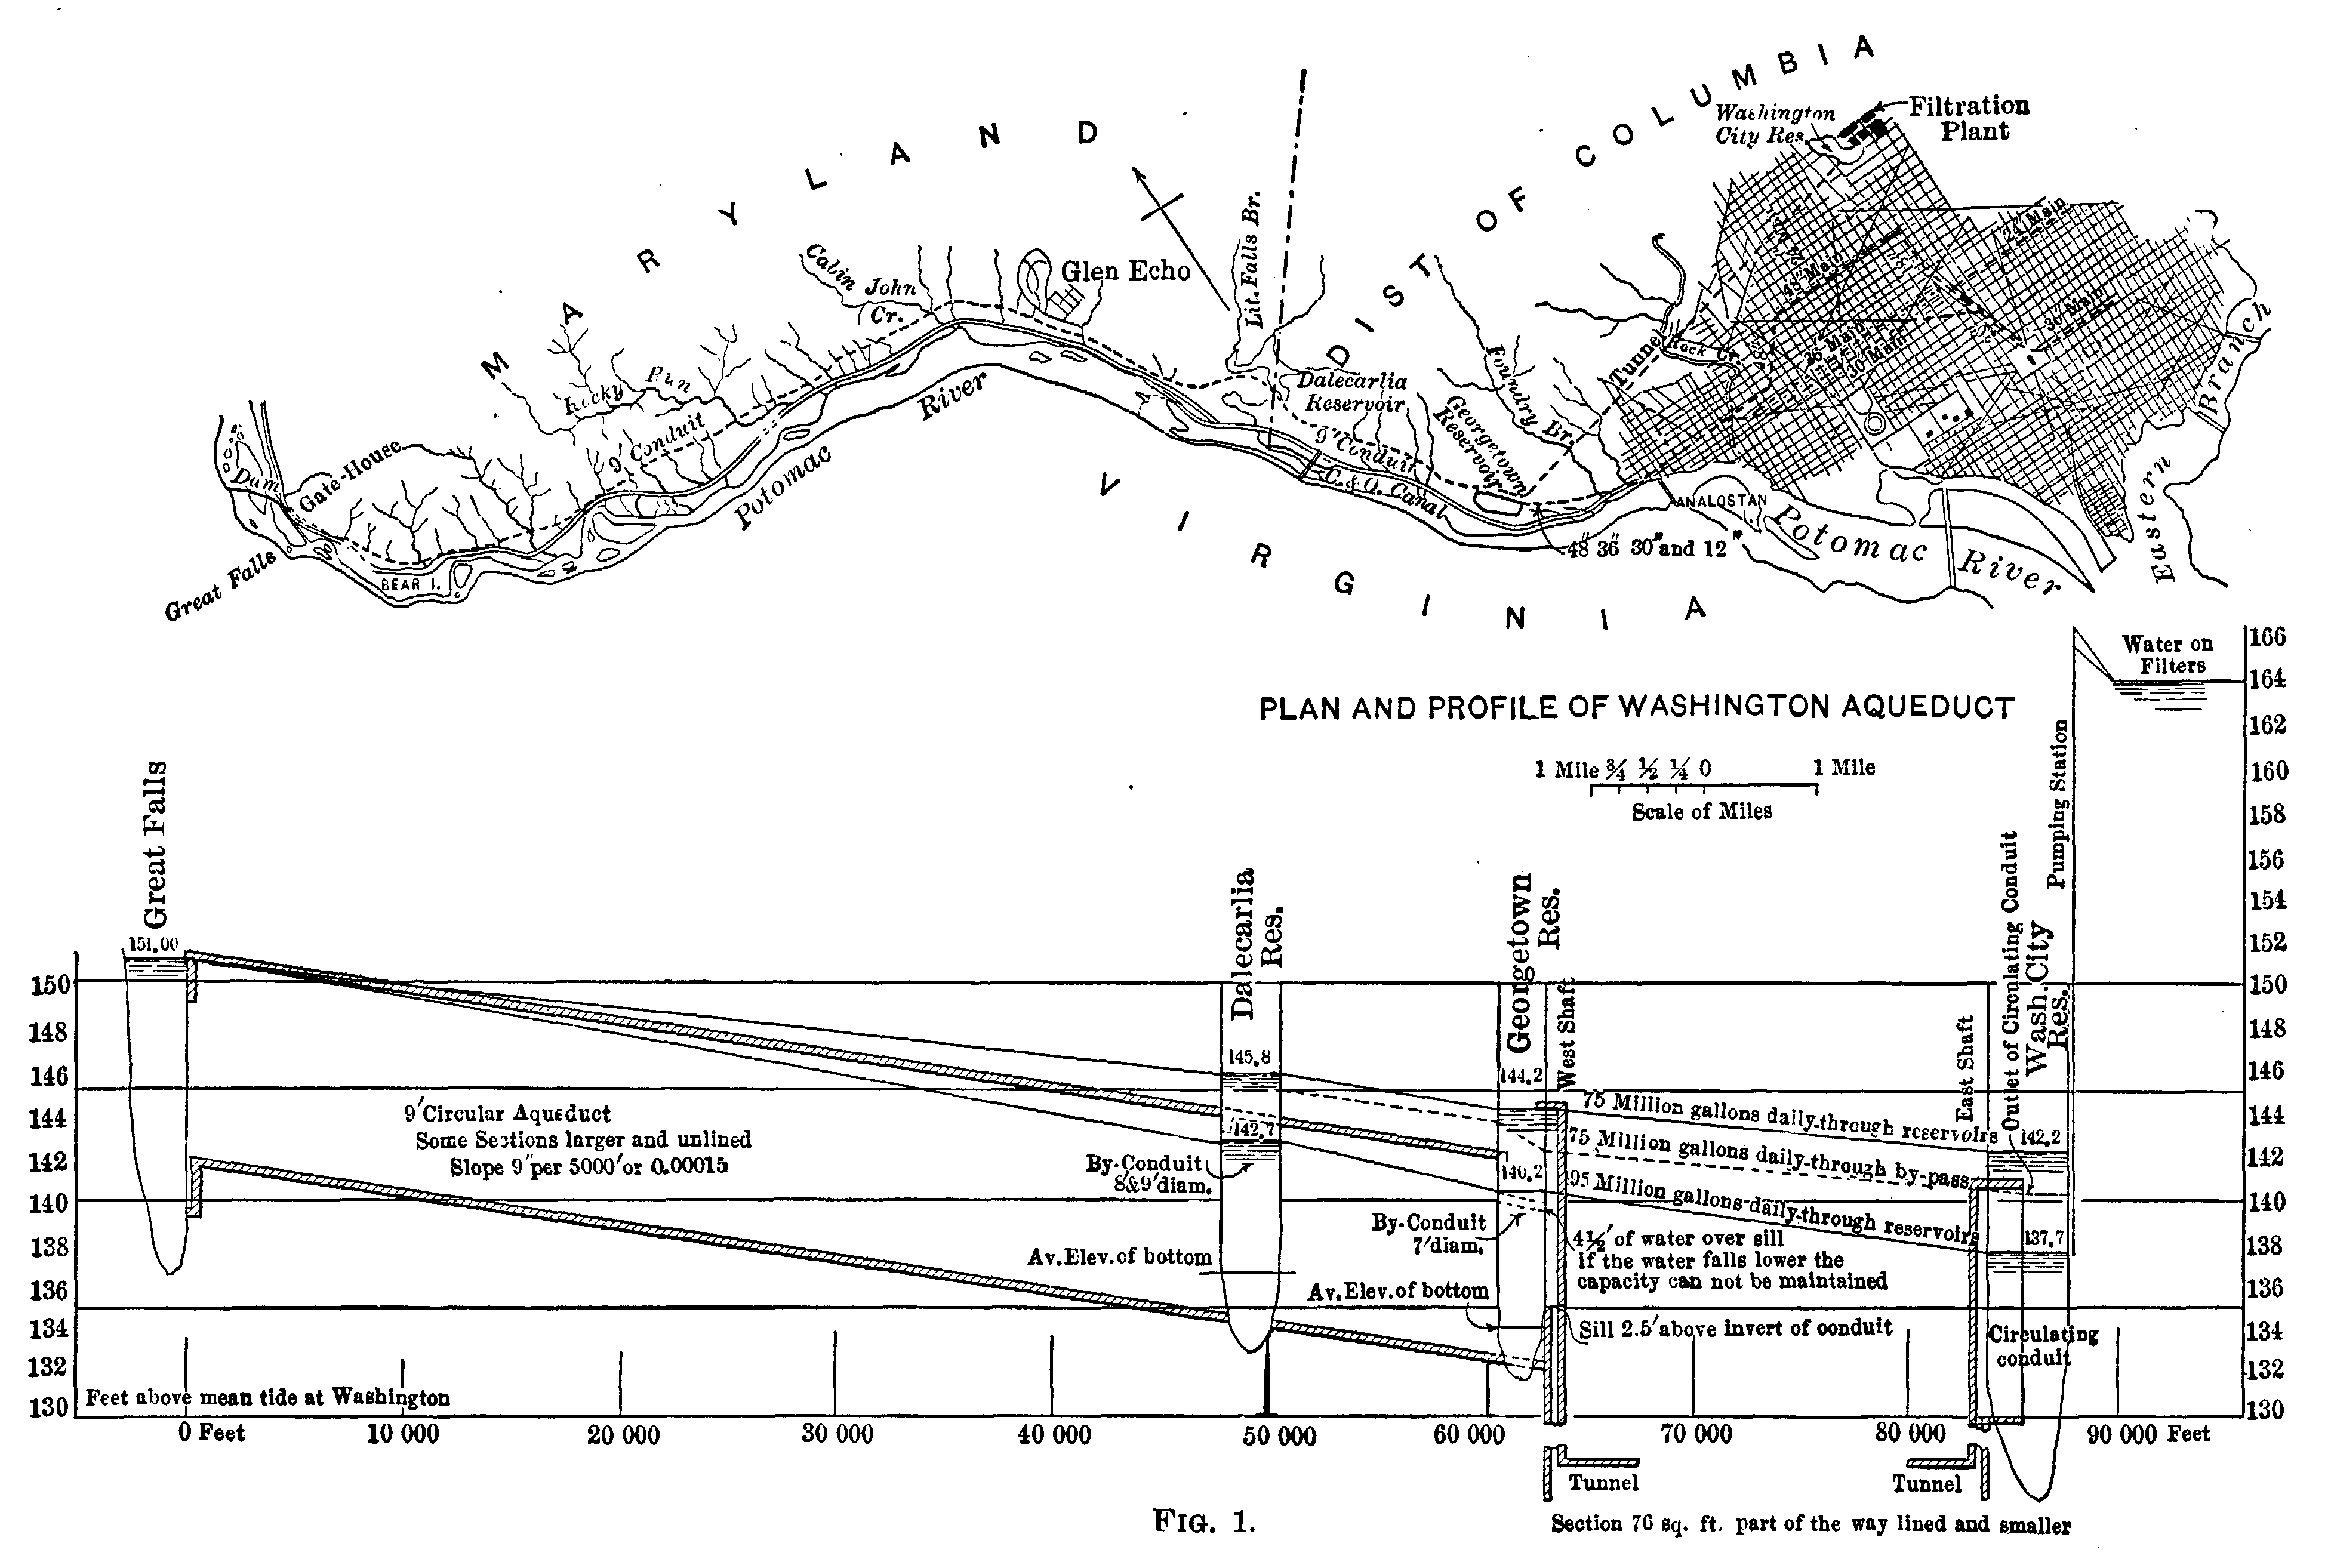 MARYLAND
DIST OF COLUMBIA
VIRGINIA
Washington
City Res.
Filtration
Plant
Cabin John
Cr.
Glen Echo
Lit. Falls Br.
Rocky Run
9' Conduit
Gate-House
Dam
Great Falls
BEAR I.
Potomac
River
Dalecarlia
Reservoir
9' Conduit
C. & O. Canal
Georgetown
Reservoir
Foundry Br.
Tunnel
Rock Cr.
48" Main
24" Main
30" Main
36" Main
30" Main
ANALOSTAN
48" 36" 30" and 12"
Potomac River
Eastern Branch
PLAN AND PROFILE OF WASHINGTON AQUEDUCT
1 Mile ¾ ½ ¼ 0 1 Mile
Scale of Miles
Water on
Filters
166
164
162
160
158
156
154
152
150
148
146
144
142
140
138
136
134
132
130
Great Falls
151.00
150
148
146
144
142
140
138
136
134
132
130
9' Circular Aqueduct
Some Sections larger and unlined
Slope 9" per 5000' or 0.00015
Dalecarlia
Res.
145.8
142.7
By-Conduit
8'&9' diam.
Av. Elev. of bottom
Georgetown
Res.
West Shaft
144.2
140.2
By-Conduit
7' diam.
Av. Elev. of bottom
75 Million gallons daily-through reservoirs
75 Million gallons daily-through by-pass
95 Million gallons-daily-through reservoirs
4½' of water over sill
if the water falls lower the
capacity can not be maintained
Sill 2.5' above invert of conduit
East Shaft
Outlet of Circulating Conduit
Wash. City
Res.
Pumping Station
142.2
137.7
Circulating
conduit
Feet above mean tide at Washington
0 Feet 10 000 20 000 30 000 40 000 50 000 60 000 70 000 80 000 90 000 Feet
Tunnel
Tunnel
Section 76 sq. ft. part of the way lined and smaller
FIG. 1.